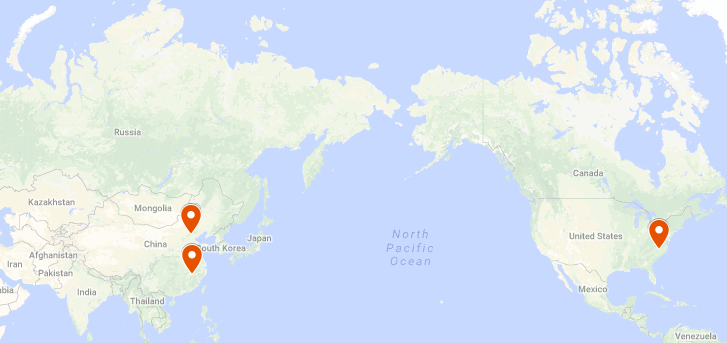 Russia
Canada
Kazakhstan
Mongolia
North
Pacific
Ocean
United States
Japan
China
South Korea
Afghanistan
Iran
Pakistan
India
Thailand
Mexico
Venezuela